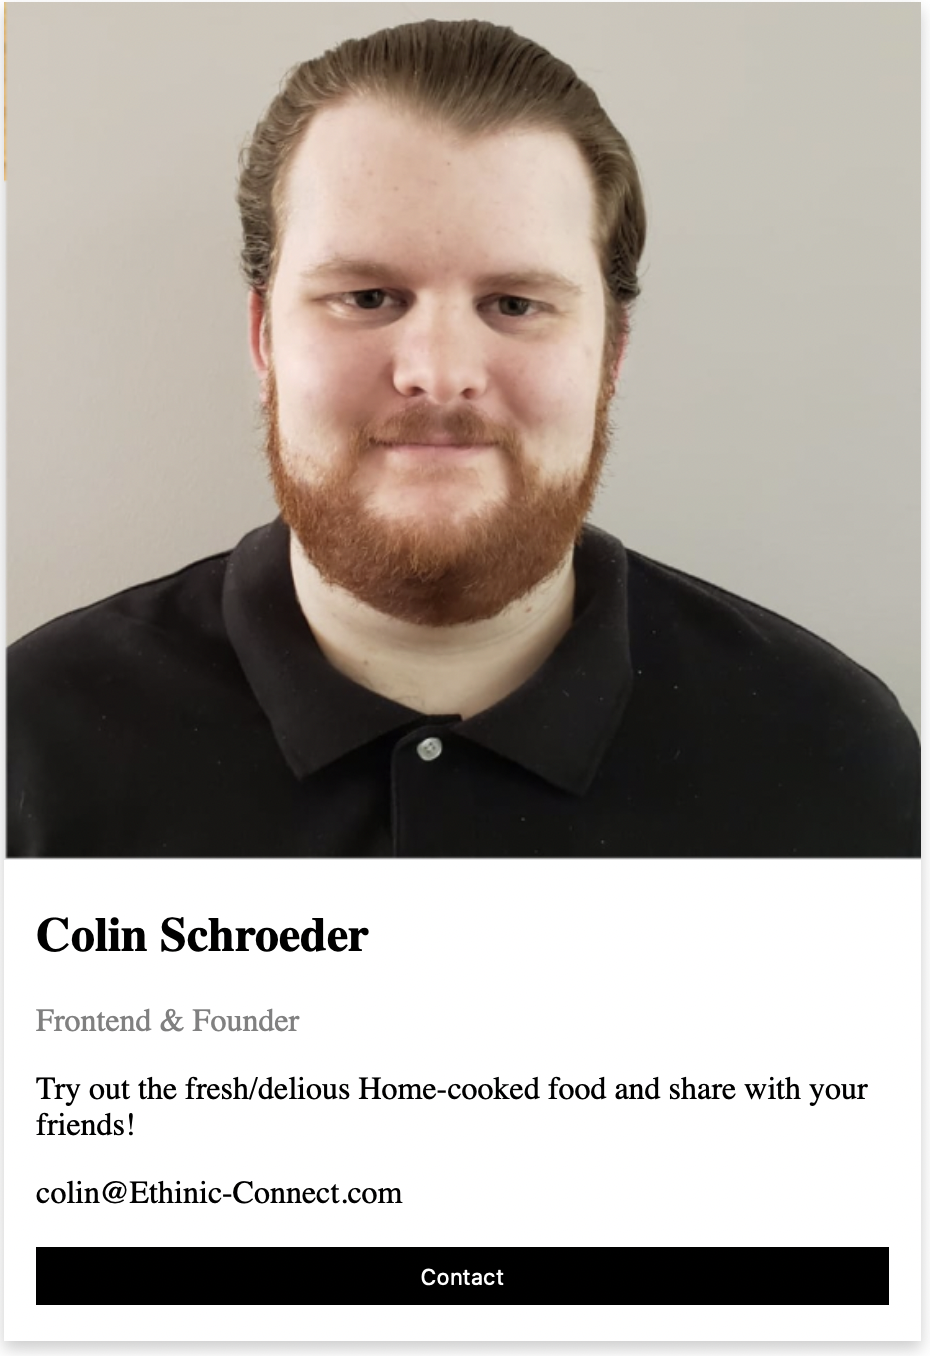 Colin Schroeder
Frontend & Founder
Try out the fresh/delious Home-cooked food and share with your
friends!
colin@Ethinic-Connect.com
Contact